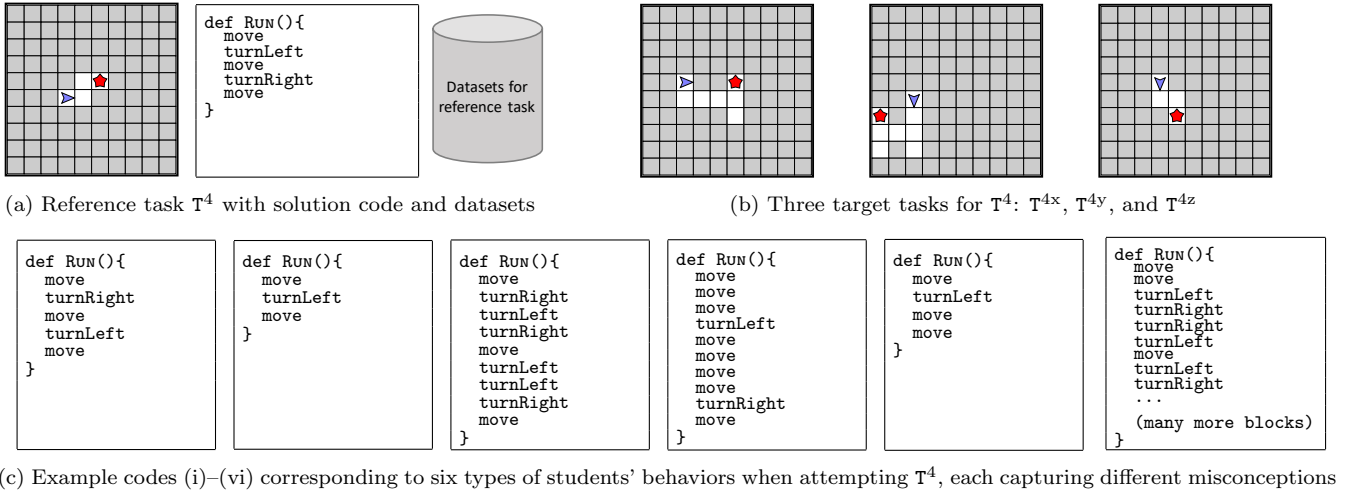 def RUN(){
move
turnLeft
move
turnRight
move
}
Datasets for
reference task
(a) Reference task T⁴ with solution code and datasets
(b) Three target tasks for T⁴: T⁴ˣ, T⁴ʸ, and T⁴ᶻ
def RUN(){
move
turnRight
move
turnLeft
move
}
def RUN(){
move
turnLeft
move
}
def RUN(){
move
turnRight
turnLeft
turnRight
move
turnLeft
turnLeft
turnRight
move
}
def RUN(){
move
move
move
turnLeft
move
move
move
move
turnRight
move
}
def RUN(){
move
turnLeft
move
move
}
def RUN(){
move
move
turnLeft
turnRight
turnRight
turnLeft
move
turnLeft
turnRight
...
(many more blocks)
}
(c) Example codes (i)–(vi) corresponding to six types of students' behaviors when attempting T⁴, each capturing different misconceptions